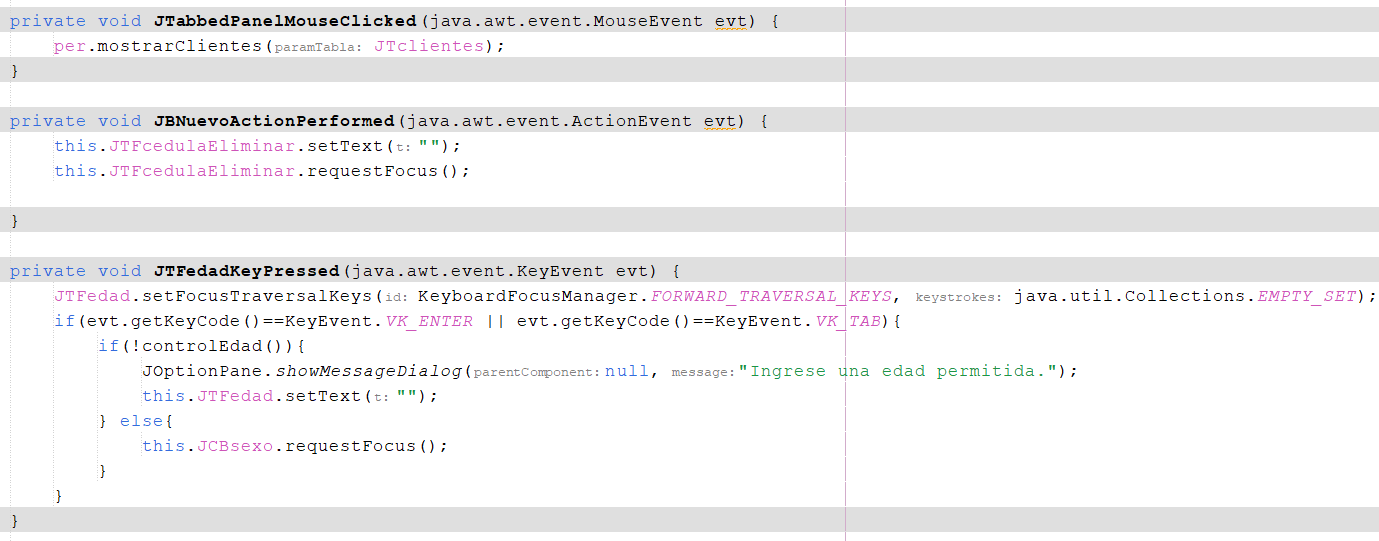 private void JTabbedPanelMouseClicked(java.awt.event.MouseEvent evt) {
    per.mostrarClientes(paramTabla: JTclientes);
}
private void JBNuevoActionPerformed(java.awt.event.ActionEvent evt) {
    this.JTFcedulaEliminar.setText(t: "");
    this.JTFcedulaEliminar.requestFocus();
}
private void JTFedadKeyPressed(java.awt.event.KeyEvent evt) {
    JTFedad.setFocusTraversalKeys(id: KeyboardFocusManager.FORWARD_TRAVERSAL_KEYS, keystrokes: java.util.Collections.EMPTY_SET);
    if(evt.getKeyCode()==KeyEvent.VK_ENTER || evt.getKeyCode()==KeyEvent.VK_TAB){
        if(!controlEdad()){
            JOptionPane.showMessageDialog(parentComponent: null, message: "Ingrese una edad permitida.");
            this.JTFedad.setText(t: "");
        } else{
            this.JCBsexo.requestFocus();
        }
    }
}